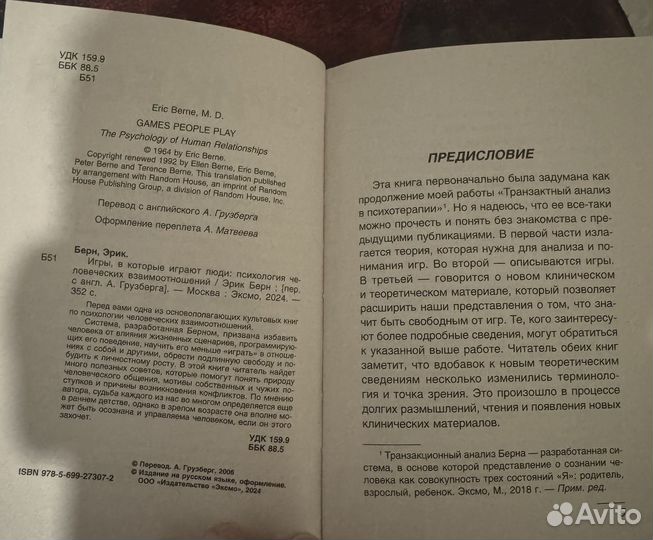 УДК 159.9
ББК 88.5
Б51
Eric Berne, M. D.
GAMES PEOPLE PLAY
The Psychology of Human Relationships
© 1964 by Eric Berne.
Copyright renewed 1992 by Ellen Berne, Eric Berne,
Peter Berne and Terence Berne. This translation published
by arrangement with Random House, an imprint of Random
House Publishing Group, a division of Random House, Inc.
Перевод с английского А. Грузберга
Оформление переплета А. Матвеева
Берн, Эрик.
Б51
Игры, в которые играют люди: психология че-
ловеческих взаимоотношений / Эрик Берн ; [пер.
с англ. А. Грузберга]. — Москва : Эксмо, 2024. —
352 с.
Перед вами одна из основополагающих культовых книг
по психологии человеческих взаимоотношений.
Система, разработанная Берном, призвана избавить
от влияния жизненных сценариев, программирую-
щих его поведение, научить его меньше «играть» в отноше-
ниях с собой и другими, обрести подлинную свободу и по-
будить к личностному росту. В этой книге читатель найдет
много полезных советов, которые помогут понять природу
человеческого общения, мотивы собственных и чужих по-
ступков и причины возникновения конфликтов. По мнению
автора, судьба каждого из нас во многом определяется еще
в раннем детстве, однако в зрелом возрасте она вполне мо-
жет быть осознана и управляема человеком, если он этого
захочет.
УДК 159.9
ББК 88.5
© Перевод. А. Грузберг, 2006
© Издание на русском языке, оформление.
ООО «Издательство «Эксмо», 2024
ISBN 978-5-699-27307-2
ПРЕДИСЛОВИЕ
Эта книга первоначально была задумана как
продолжение моей работы «Транзактный анализ
в психотерапии»¹. Но я надеюсь, что ее все-таки
можно прочесть и понять без знакомства с пре-
дыдущими публикациями. В первой части изла-
гается теория, которая нужна для анализа и по-
нимания игр. Во второй — описываются игры.
В третьей — говорится о новом клиническом
и теоретическом материале, который позволяет
расширить наши представления о том, что зна-
чит быть свободным от игр. Те, кого заинтересу-
ют более подробные сведения, могут обратиться
к указанной выше работе. Читатель обеих книг
заметит, что вдобавок к новым теоретическим
сведениям несколько изменились терминоло-
гия и точка зрения. Это произошло в процессе
долгих размышлений, чтения и появления новых
клинических материалов.
¹ Транзакционный анализ Берна — разработанная си-
стема, в основе которой представление о сознании че-
ловека как совокупность трех состояний «Я»: родитель,
взрослый, ребенок. Эксмо, М., 2018 г. — Прим. ред.
Avito